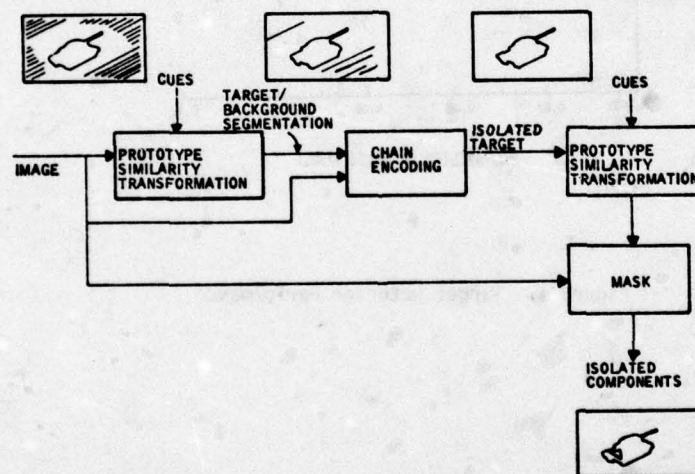 CUES
TARGET/
BACKGROUND
SEGMENTATION
CUES
IMAGE
PROTOTYPE
SIMILARITY
TRANSFORMATION
CHAIN
ENCODING
ISOLATED
TARGET
PROTOTYPE
SIMILARITY
TRANSFORMATION
MASK
ISOLATED
COMPONENTS